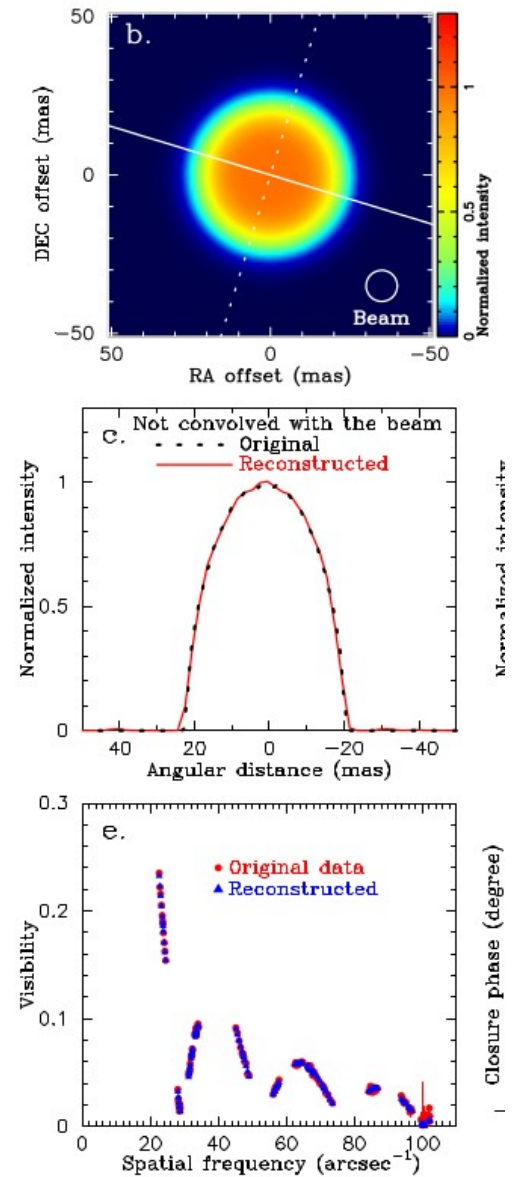 b.
50
0
−50
DEC offset (mas)
50
0
−50
RA offset (mas)
Beam
1
0.5
0
Normalized intensity
c.
Not convolved with the beam
Original
Reconstructed
1
0.5
0
Normalized intensity
40
20
0
−20
−40
Angular distance (mas)
Normalized intensity
e.
Original data
Reconstructed
0.3
0.2
0.1
0
Visibility
0
20
40
60
80
100
Spatial frequency (arcsec⁻¹)
Closure phase (degree)